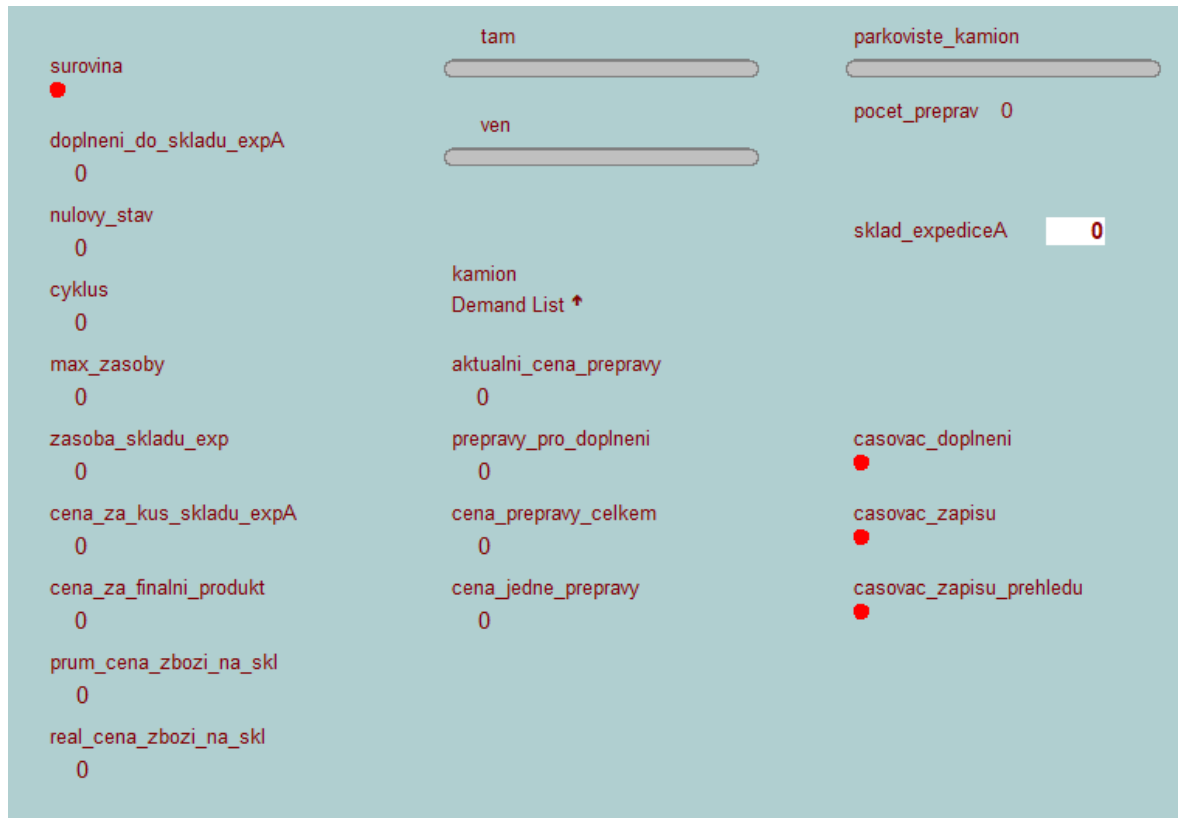 surovina
doplneni_do_skladu_expA
0
nulovy_stav
0
cyklus
0
max_zasoby
0
zasoba_skladu_exp
0
cena_za_kus_skladu_expA
0
cena_za_finalni_produkt
0
prum_cena_zbozi_na_skl
0
real_cena_zbozi_na_skl
0
tam
ven
kamion
Demand List
aktualni_cena_prepravy
0
prepravy_pro_doplneni
0
cena_prepravy_celkem
0
cena_jedne_prepravy
0
parkoviste_kamion
pocet_preprav 0
sklad_expediceA 0
casovac_doplneni
casovac_zapisu
casovac_zapisu_prehledu